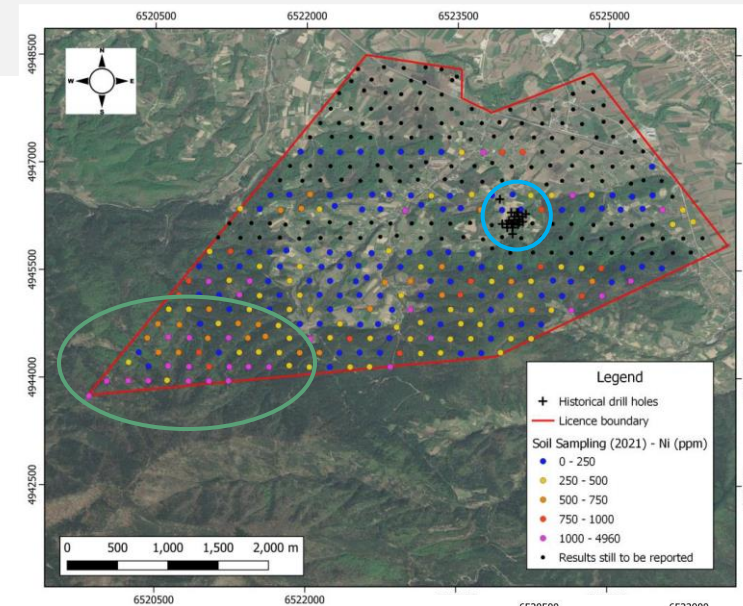 6520500 6522000 6523500 6525000
4948500
4947000
4945500
4944000
4942500
N
W E
S
Legend
Historical drill holes
Licence boundary
Soil Sampling (2021) - Ni (ppm)
0 - 250
250 - 500
500 - 750
750 - 1000
1000 - 4960
Results still to be reported
0 500 1,000 1,500 2,000 m
6520500 6522000
6520500 6522000